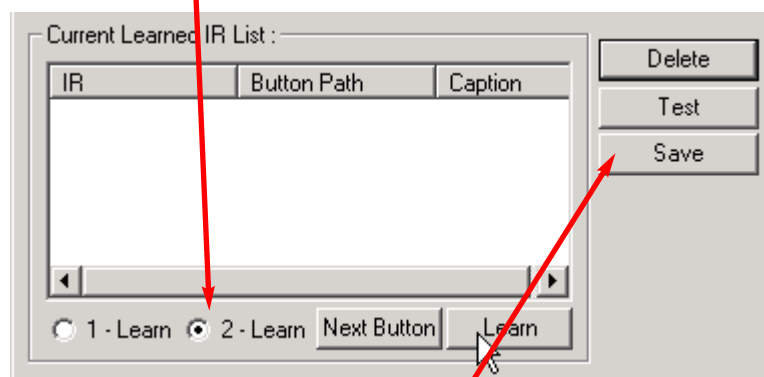 Current Learned IR List :
IR Button Path Caption
1 - Learn 2 - Learn Next Button Learn
Delete
Test
Save